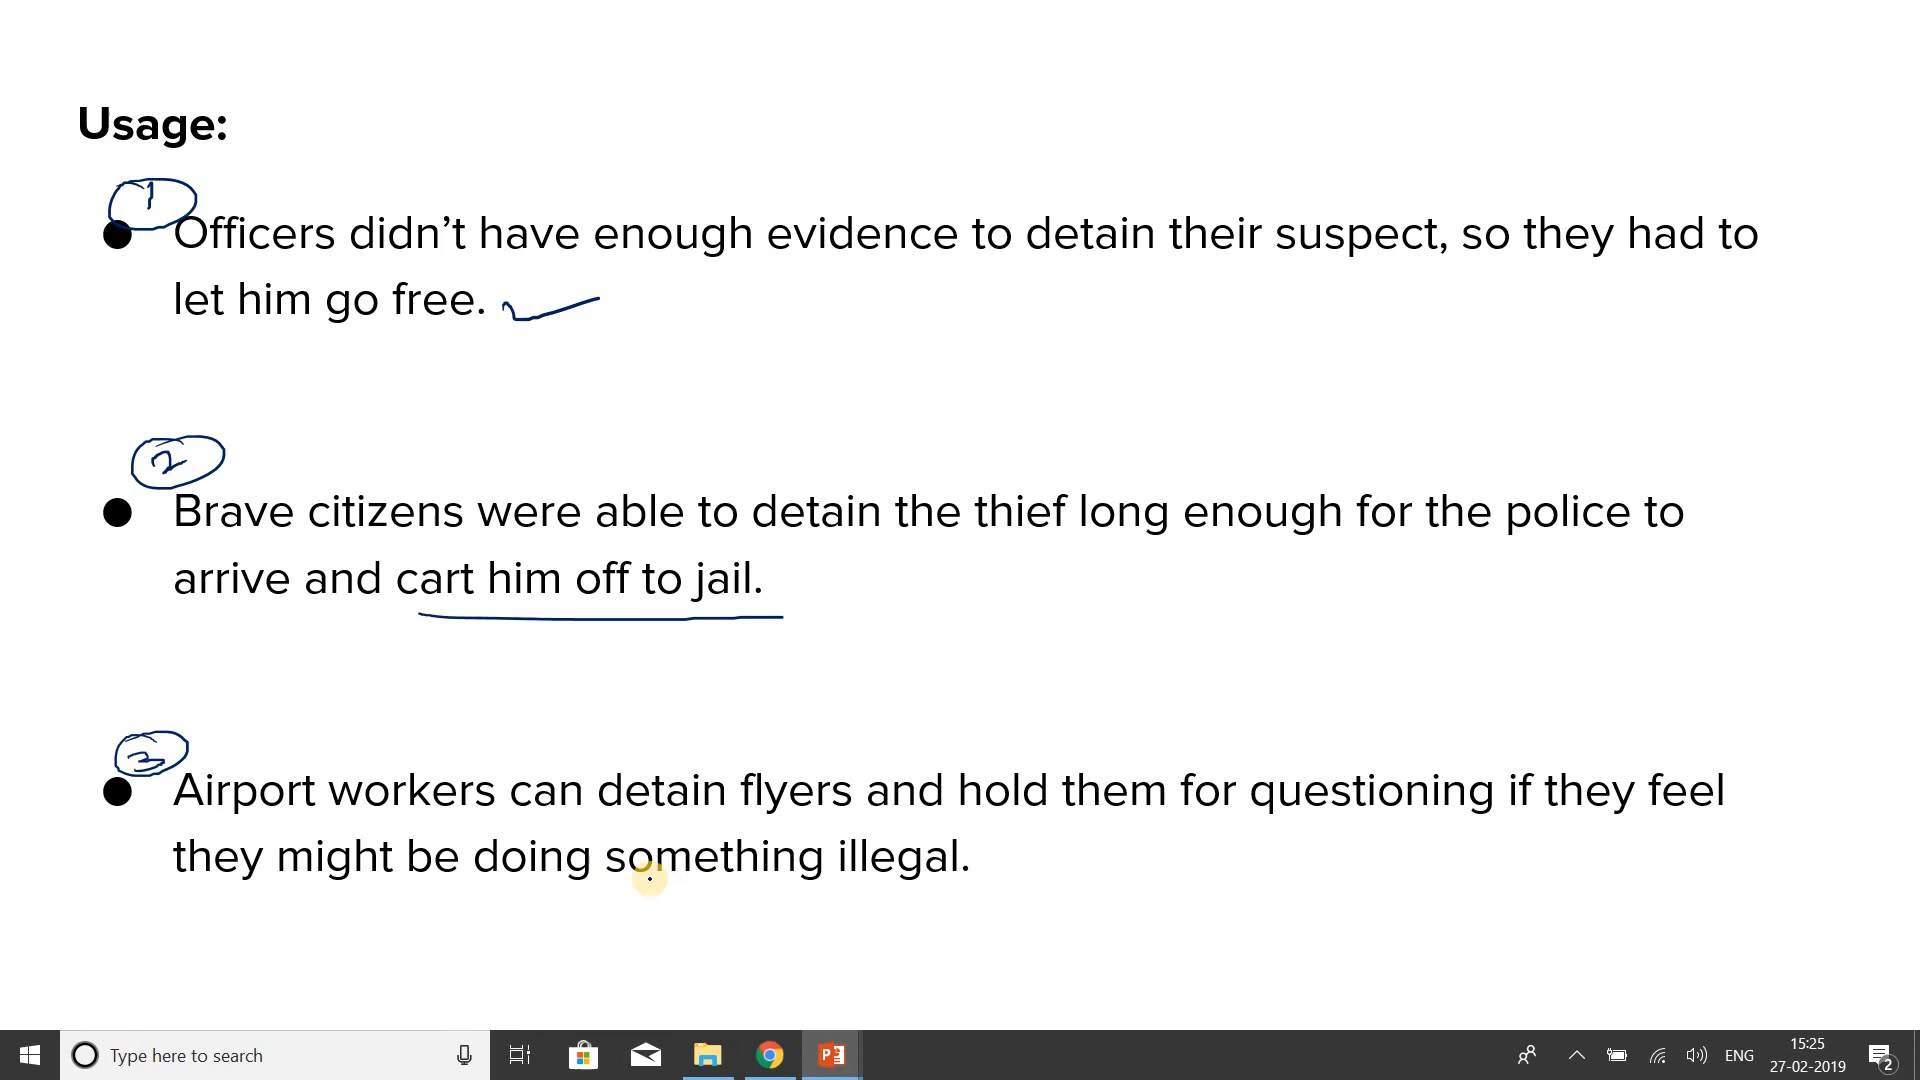 Usage:
1
Officers didn’t have enough evidence to detain their suspect, so they had to
let him go free.
2
Brave citizens were able to detain the thief long enough for the police to
arrive and cart him off to jail.
3
Airport workers can detain flyers and hold them for questioning if they feel
they might be doing something illegal.
Type here to search
ENG
15:25
27-02-2019
2